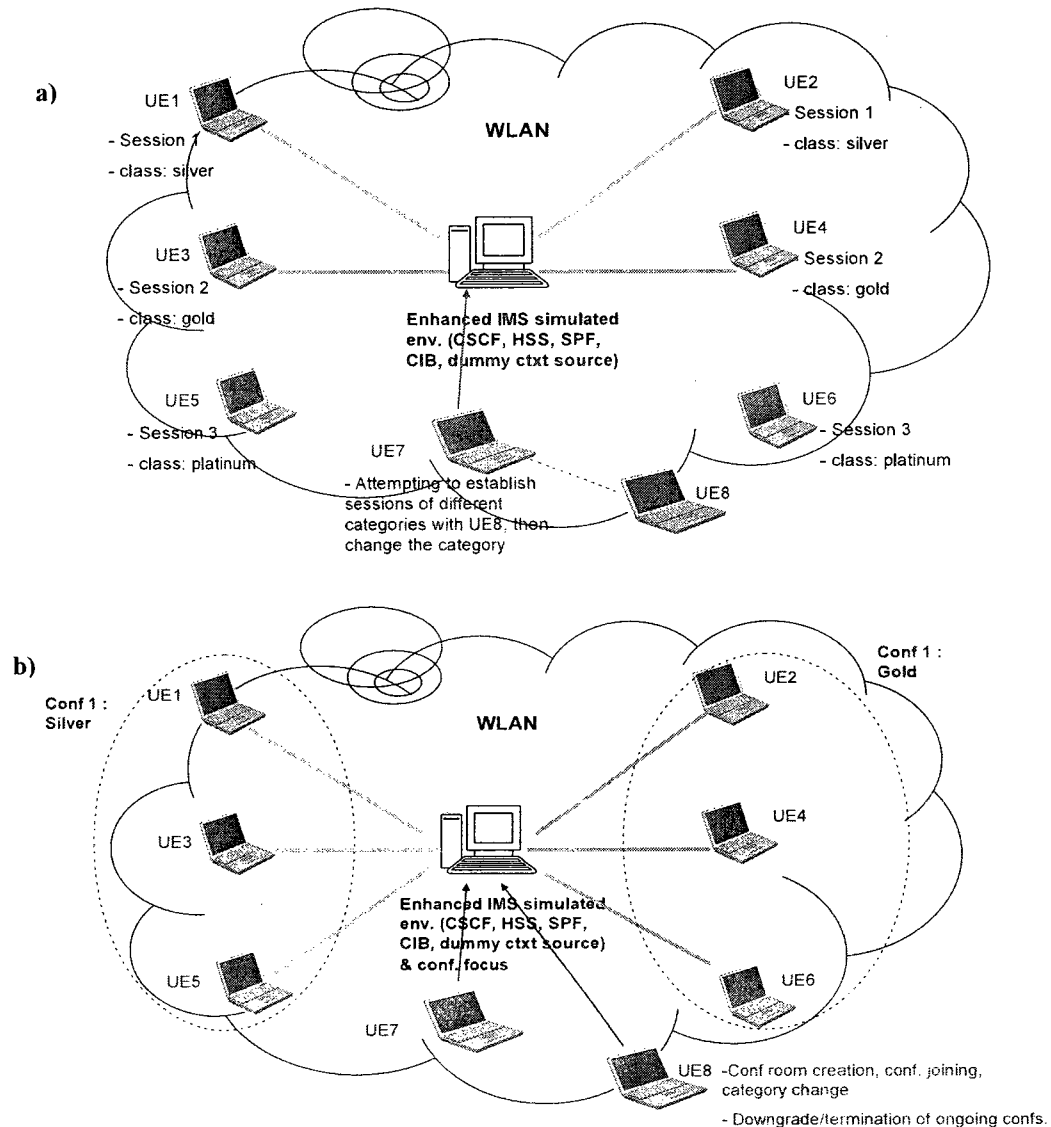 a)
UE1
- Session 1
- class: silver
WLAN
UE2
- Session 1
- class: silver
UE3
- Session 2
- class: gold
UE4
Session 2
- class: gold
Enhanced IMS simulated
env. (CSCF, HSS, SPF,
CIB, dummy ctxt source)
UE5
- Session 3
- class: platinum
UE6
- Session 3
- class: platinum
UE7
- Attempting to establish
sessions of different
categories with UE8, then
change the category
UE8
b)
Conf 1 :
Silver
UE1
WLAN
UE2
Conf 1 :
Gold
UE3
UE4
Enhanced IMS simulated
env. (CSCF, HSS, SPF,
CIB, dummy ctxt source)
& conf. focus
UE5
UE6
UE7
UE8
-Conf room creation, conf. joining,
category change
- Downgrade/termination of ongoing confs.